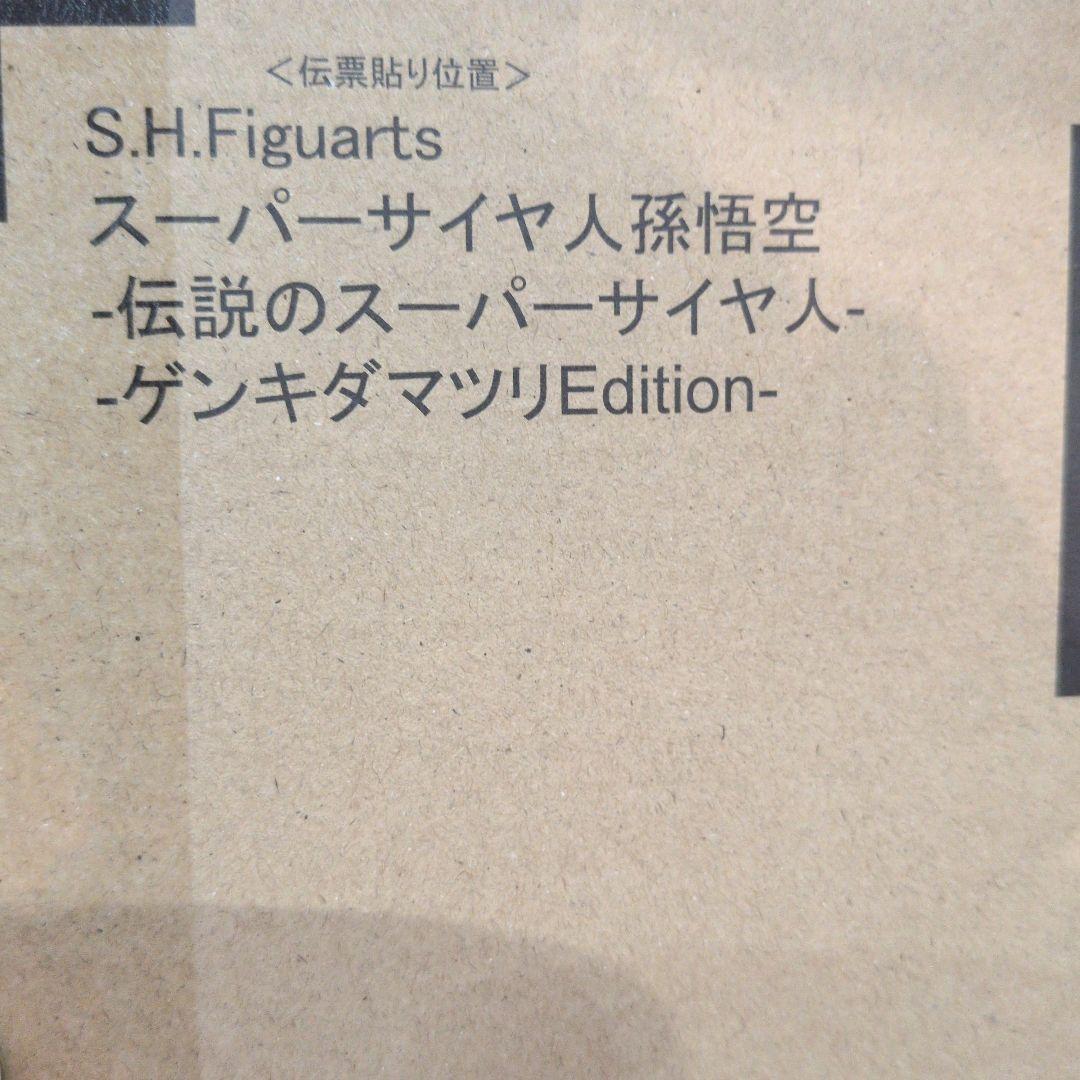 ＜伝票貼り位置＞
S.H.Figuarts
スーパーサイヤ人孫悟空
-伝説のスーパーサイヤ人-
-ゲンキダマツリEdition-